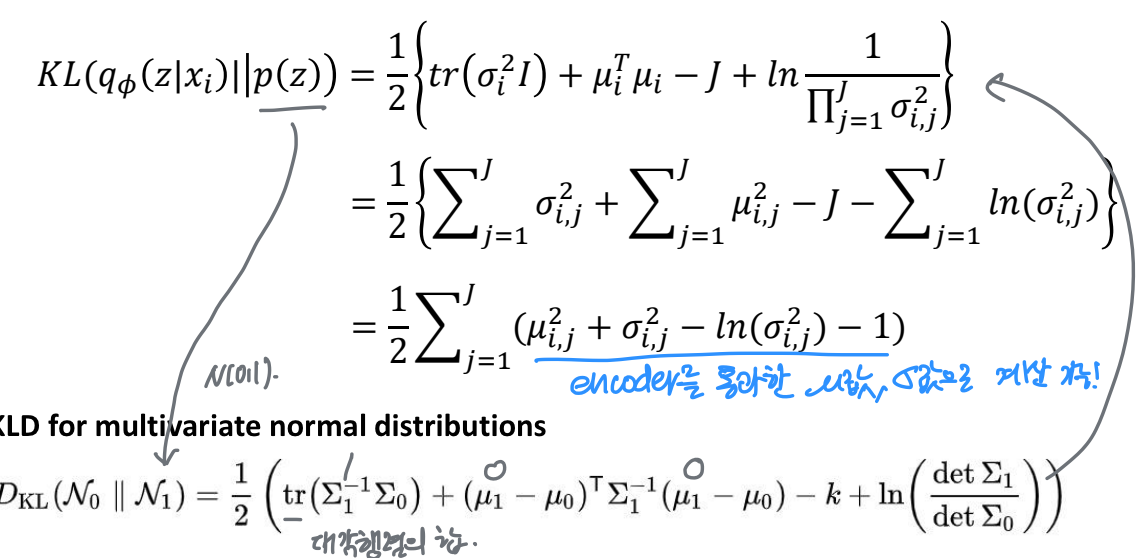 KL(q_ϕ(z|x_i)||p(z)) = 1/2 {tr(σ_i^2 I) + μ_i^T μ_i − J + ln 1/∏_{j=1}^J σ_{i,j}^2}
= 1/2 {∑_{j=1}^J σ_{i,j}^2 + ∑_{j=1}^J μ_{i,j}^2 − J − ∑_{j=1}^J ln(σ_{i,j}^2)}
= 1/2 ∑_{j=1}^J (μ_{i,j}^2 + σ_{i,j}^2 − ln(σ_{i,j}^2) − 1)
N(0,1).
encoder를 통과한 μ값, σ값으로 계산 가능!
KLD for multivariate normal distributions
1 0 0
D_KL(𝒩_0 ∥ 𝒩_1) = 1/2 (tr(Σ_1^{-1}Σ_0) + (μ_1 − μ_0)^⊤ Σ_1^{-1}(μ_1 − μ_0) − k + ln(det Σ_1/det Σ_0))
대각행렬의 합.